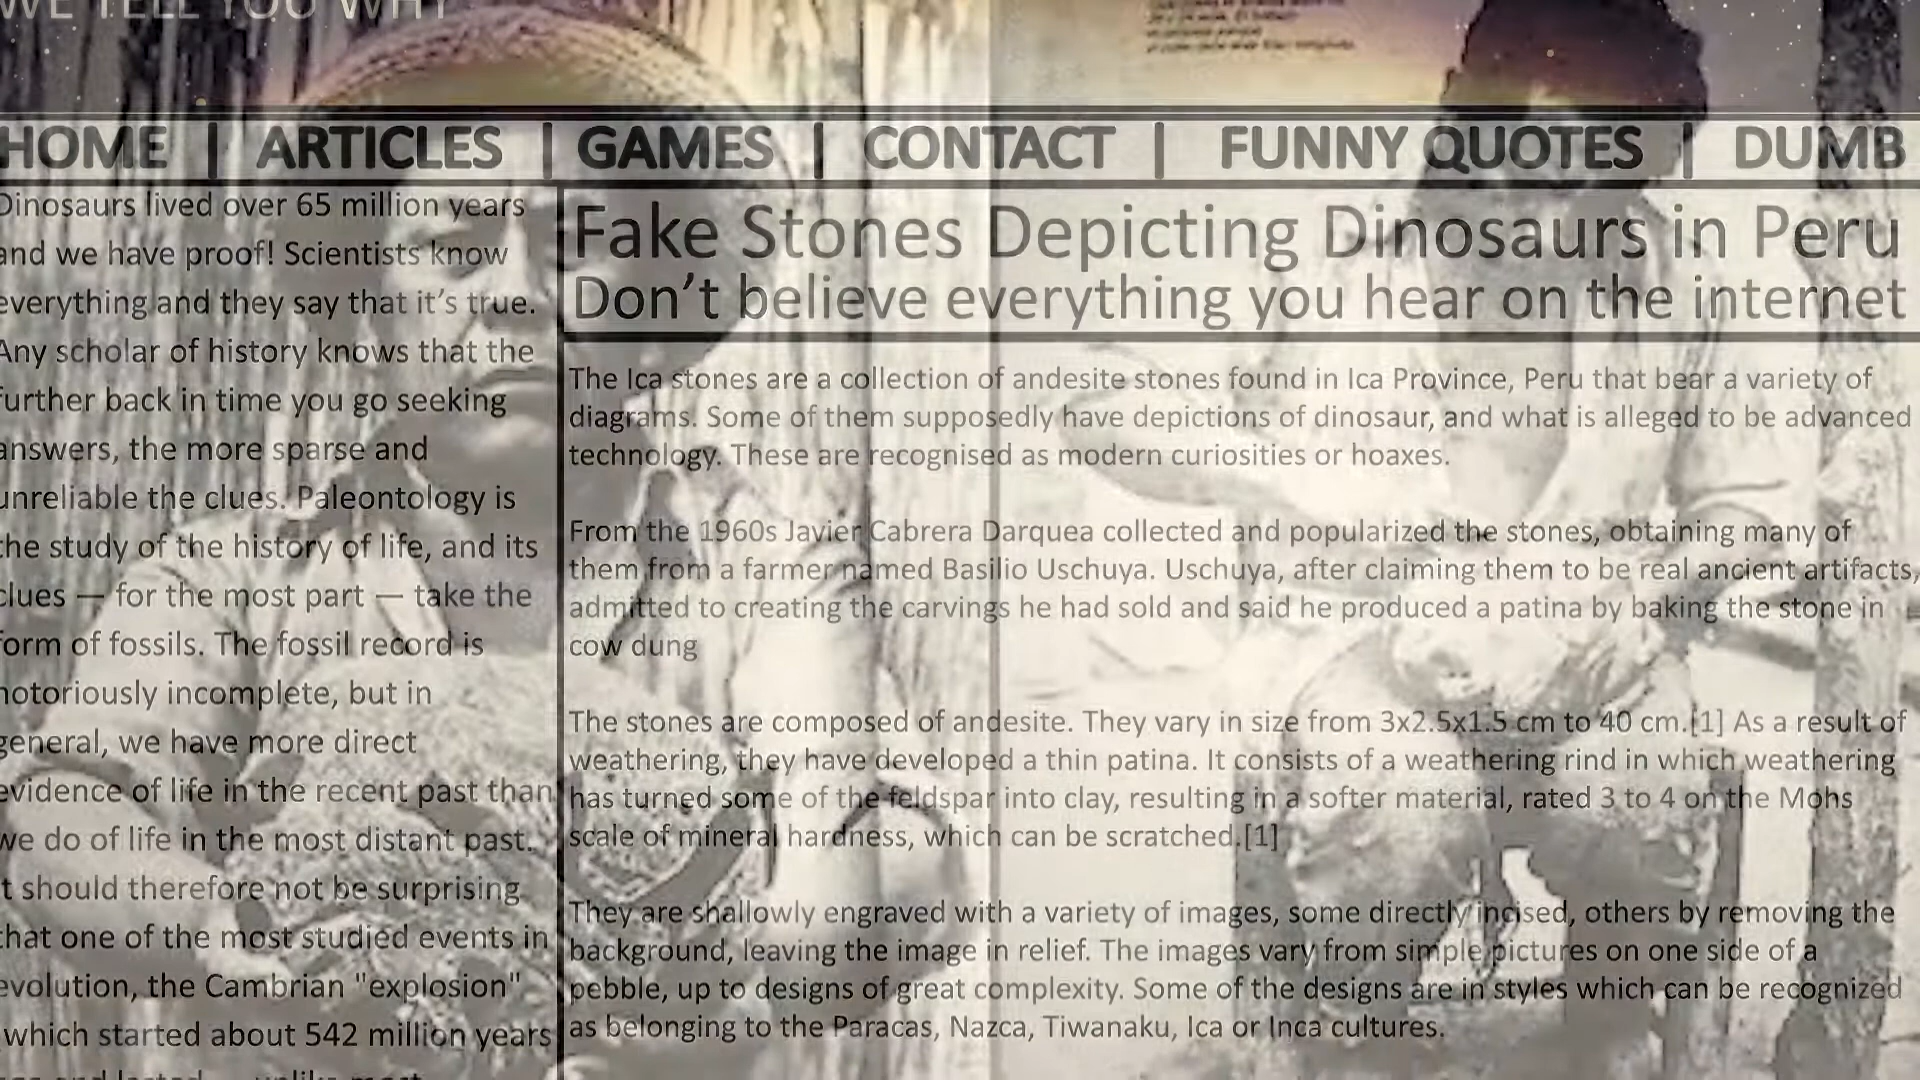 WE TELL YOU WHY
HOME | ARTICLES | GAMES | CONTACT | FUNNY QUOTES | DUMB
Dinosaurs lived over 65 million years
and we have proof! Scientists know
everything and they say that it's true.
Any scholar of history knows that the
further back in time you go seeking
answers, the more sparse and
unreliable the clues. Paleontology is
the study of the history of life, and its
clues — for the most part — take the
form of fossils. The fossil record is
notoriously incomplete, but in
general, we have more direct
evidence of life in the recent past than
we do of life in the most distant past.
It should therefore not be surprising
that one of the most studied events in
evolution, the Cambrian "explosion"
which started about 542 million years
Fake Stones Depicting Dinosaurs in Peru
Don't believe everything you hear on the internet
The Ica stones are a collection of andesite stones found in Ica Province, Peru that bear a variety of
diagrams. Some of them supposedly have depictions of dinosaur, and what is alleged to be advanced
technology. These are recognised as modern curiosities or hoaxes.
From the 1960s Javier Cabrera Darquea collected and popularized the stones, obtaining many of
them from a farmer named Basilio Uschuya. Uschuya, after claiming them to be real ancient artifacts,
admitted to creating the carvings he had sold and said he produced a patina by baking the stone in
cow dung
The stones are composed of andesite. They vary in size from 3x2.5x1.5 cm to 40 cm.[1] As a result of
weathering, they have developed a thin patina. It consists of a weathering rind in which weathering
has turned some of the feldspar into clay, resulting in a softer material, rated 3 to 4 on the Mohs
scale of mineral hardness, which can be scratched.[1]
They are shallowly engraved with a variety of images, some directly incised, others by removing the
background, leaving the image in relief. The images vary from simple pictures on one side of a
pebble, up to designs of great complexity. Some of the designs are in styles which can be recognized
as belonging to the Paracas, Nazca, Tiwanaku, Ica or Inca cultures.